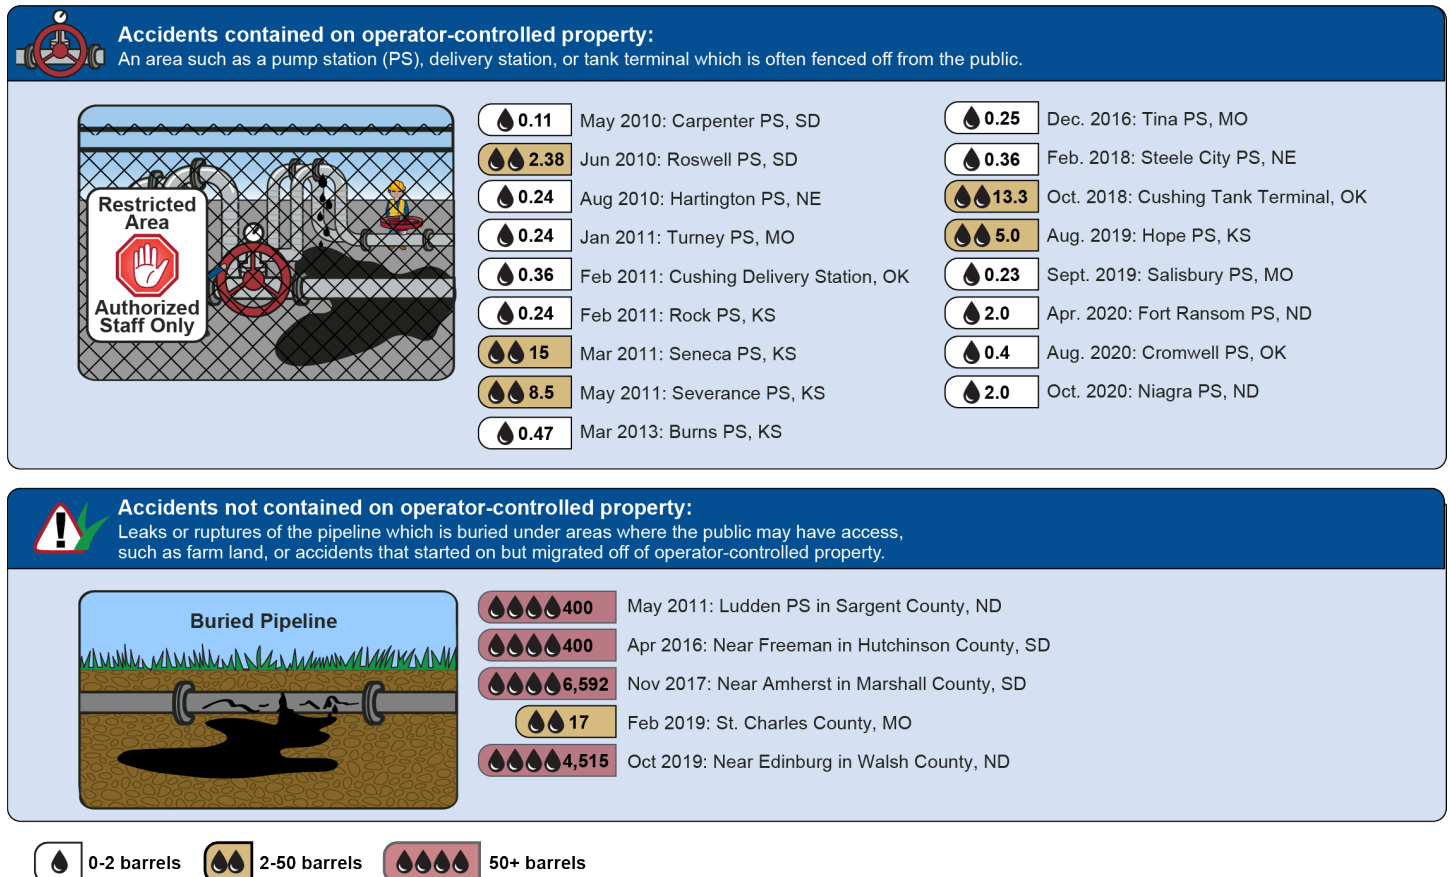 Accidents contained on operator-controlled property:
An area such as a pump station (PS), delivery station, or tank terminal which is often fenced off from the public.
Restricted
Area
Authorized
Staff Only
0.11 May 2010: Carpenter PS, SD
2.38 Jun 2010: Roswell PS, SD
0.24 Aug 2010: Hartington PS, NE
0.24 Jan 2011: Turney PS, MO
0.36 Feb 2011: Cushing Delivery Station, OK
0.24 Feb 2011: Rock PS, KS
15 Mar 2011: Seneca PS, KS
8.5 May 2011: Severance PS, KS
0.47 Mar 2013: Burns PS, KS
0.25 Dec. 2016: Tina PS, MO
0.36 Feb. 2018: Steele City PS, NE
13.3 Oct. 2018: Cushing Tank Terminal, OK
5.0 Aug. 2019: Hope PS, KS
0.23 Sept. 2019: Salisbury PS, MO
2.0 Apr. 2020: Fort Ransom PS, ND
0.4 Aug. 2020: Cromwell PS, OK
2.0 Oct. 2020: Niagra PS, ND
Accidents not contained on operator-controlled property:
Leaks or ruptures of the pipeline which is buried under areas where the public may have access,
such as farm land, or accidents that started on but migrated off of operator-controlled property.
Buried Pipeline
400 May 2011: Ludden PS in Sargent County, ND
400 Apr 2016: Near Freeman in Hutchinson County, SD
6,592 Nov 2017: Near Amherst in Marshall County, SD
17 Feb 2019: St. Charles County, MO
4,515 Oct 2019: Near Edinburg in Walsh County, ND
0-2 barrels 2-50 barrels 50+ barrels